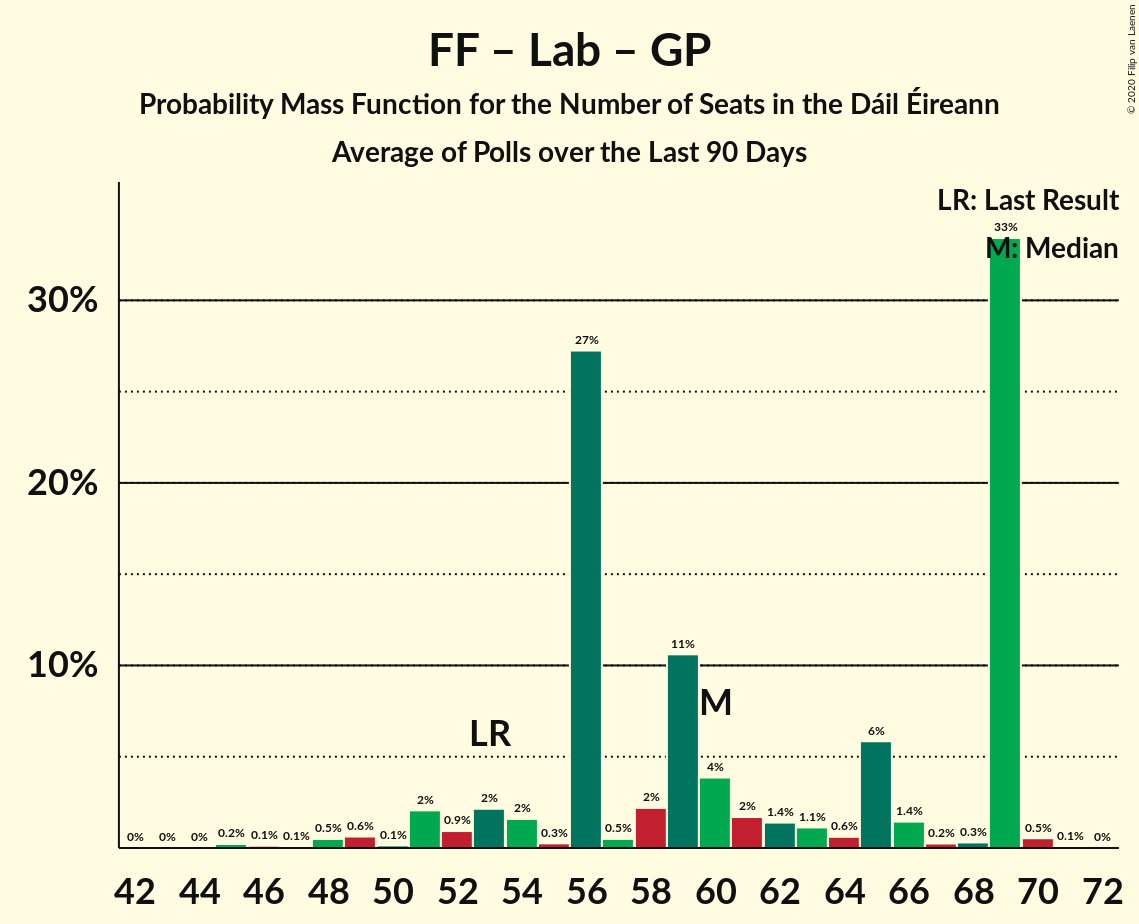 FF – Lab – GP
Probability Mass Function for the Number of Seats in the Dáil Éireann
Average of Polls over the Last 90 Days
© 2020 Filip van Laenen
LR: Last Result
M: Median
30%
20%
10%
0% 0% 0% 0.2% 0.1% 0.1% 0.5% 0.6% 0.1% 2% 0.9% 2% 2% 0.3% 27% 0.5% 2% 11% 4% 2% 1.4% 1.1% 0.6% 6% 1.4% 0.2% 0.3% 33% 0.5% 0.1% 0%
LR
M
42 44 46 48 50 52 54 56 58 60 62 64 66 68 70 72